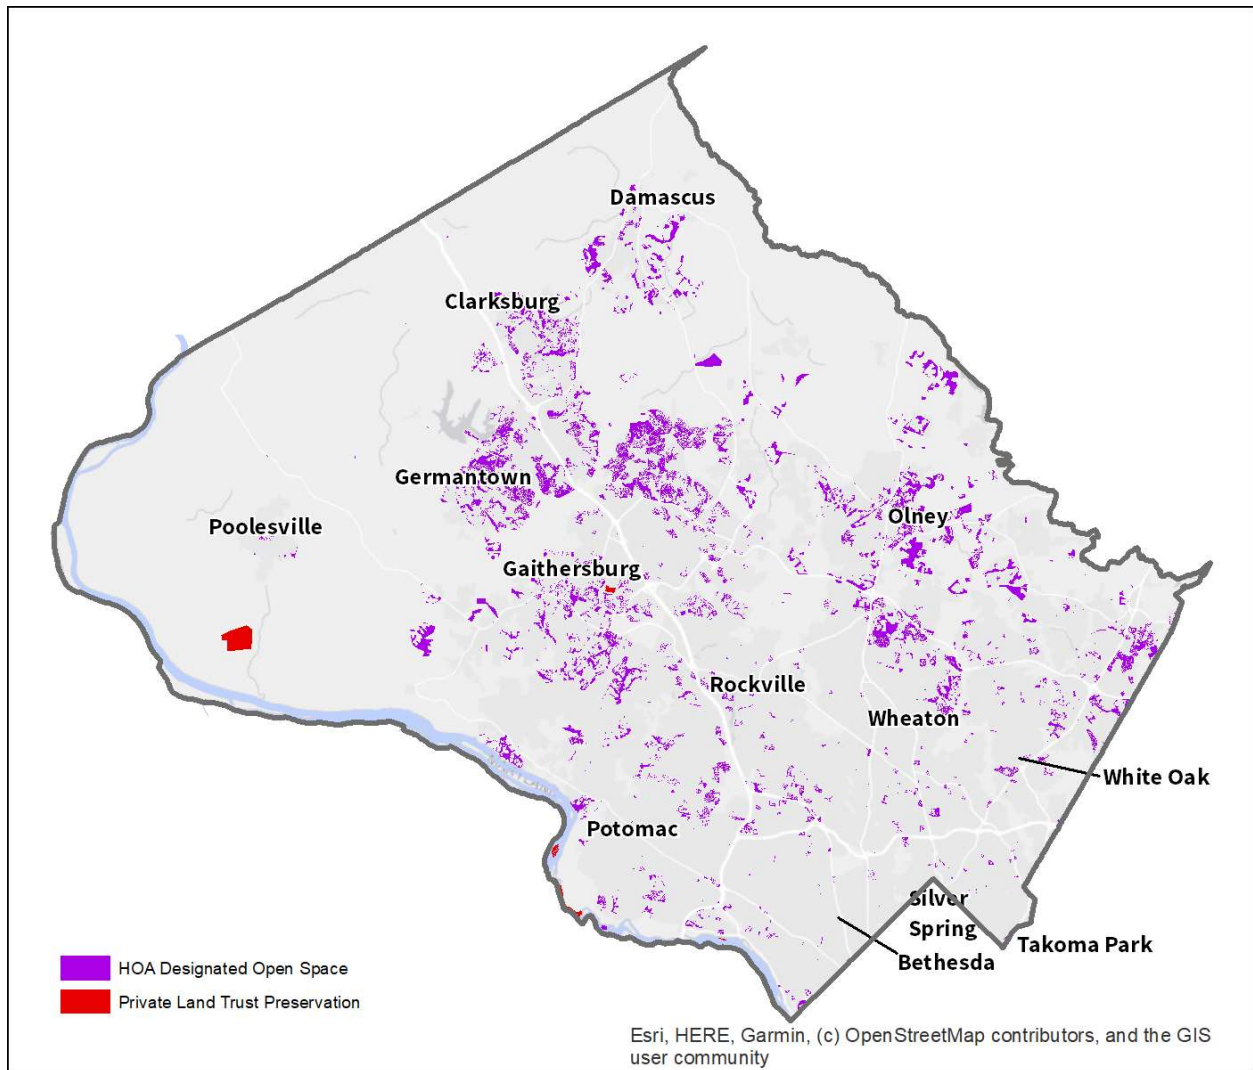 Damascus
Clarksburg
Germantown
Poolesville
Olney
Gaithersburg
Rockville
Wheaton
White Oak
Potomac
Silver
Spring
Takoma Park
Bethesda
HOA Designated Open Space
Private Land Trust Preservation
Esri, HERE, Garmin, (c) OpenStreetMap contributors, and the GIS
user community